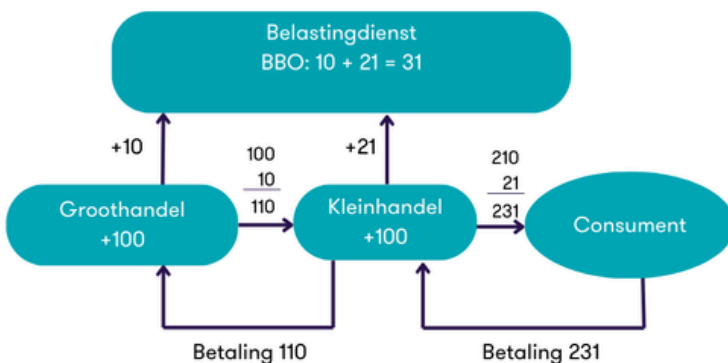 Belastingdienst
BBO: 10 + 21 = 31
+10
100
10
110
+21
210
21
231
Groothandel
+100
Kleinhandel
+100
Consument
Betaling 110
Betaling 231